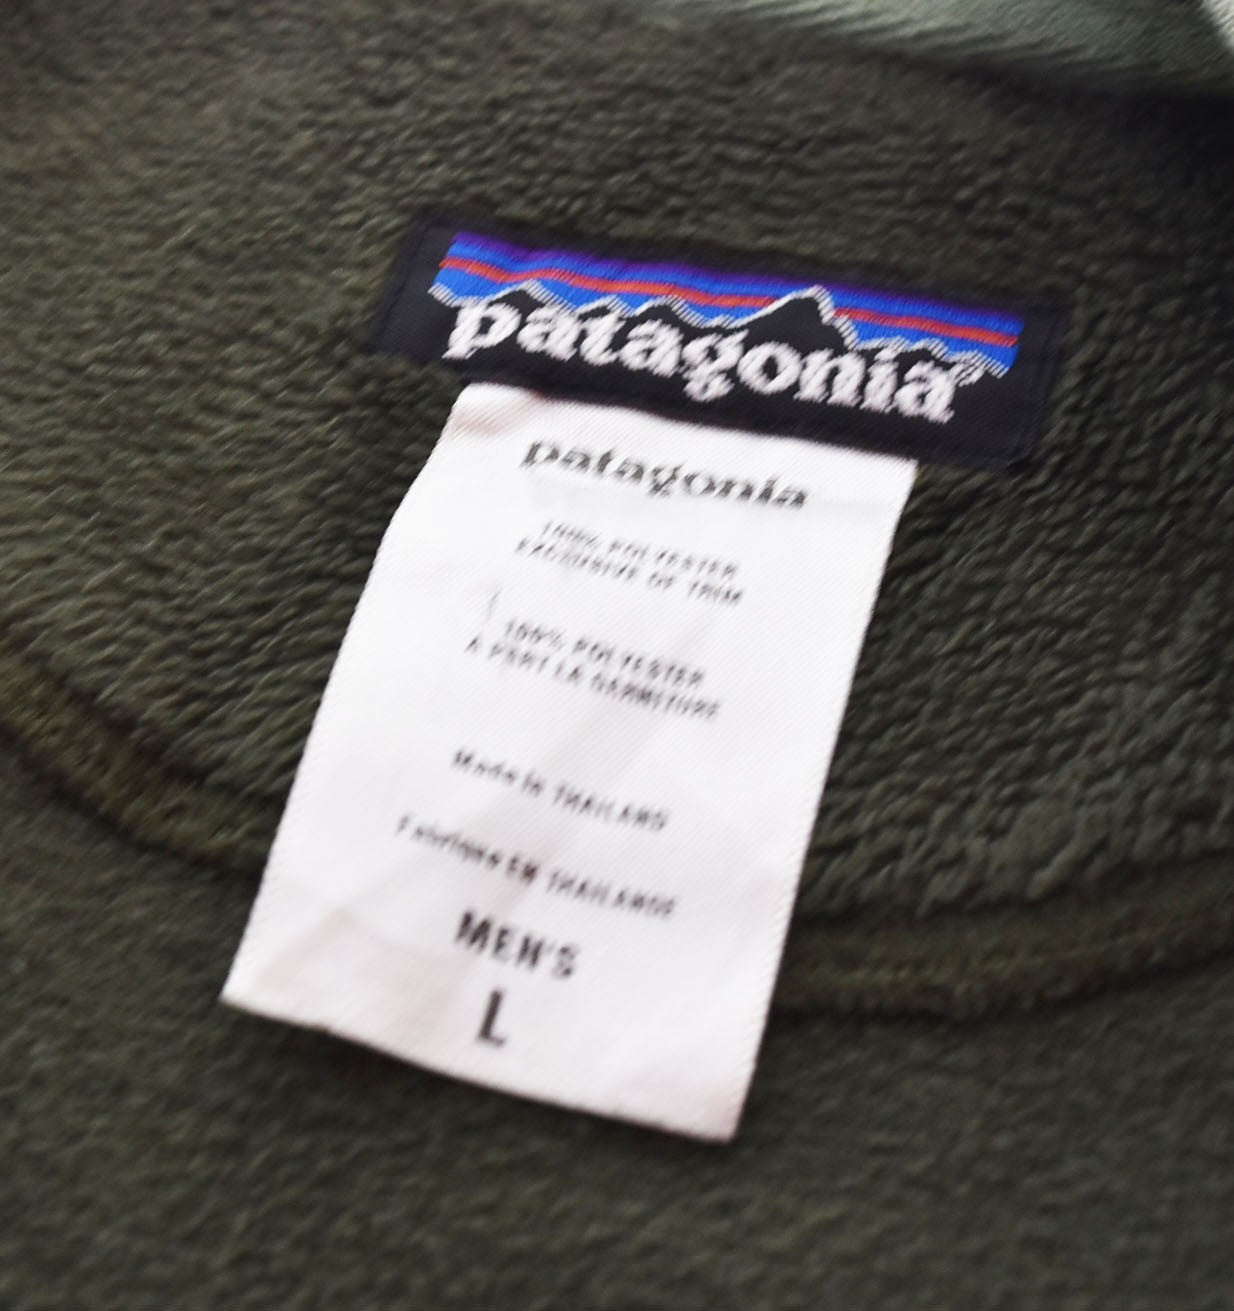 patagonia
patagonia
100% POLYESTER
EXCLUSIVE OF TRIM
100% POLYESTER
A PART LA GARNITURE
Made in THAILAND
Fabriqué EN THAILANDE
MEN'S
L